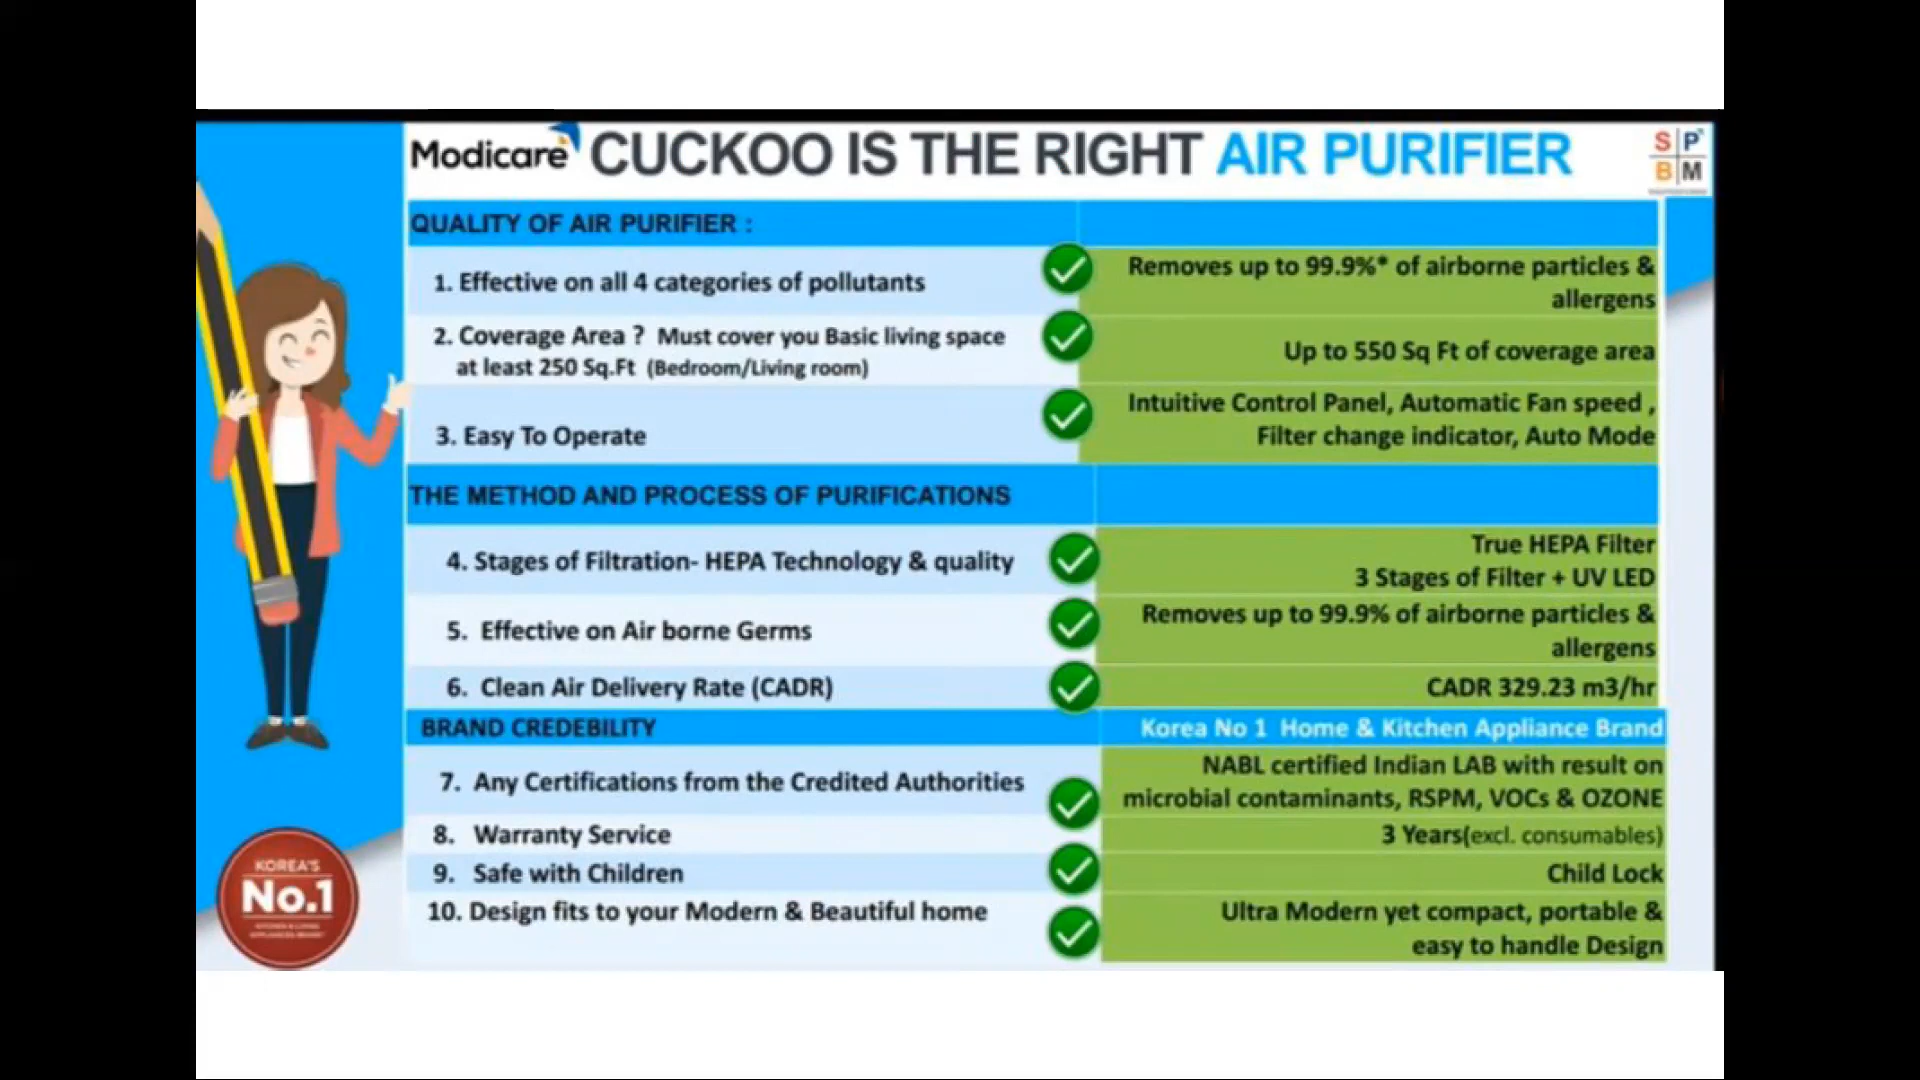 Modicare CUCKOO IS THE RIGHT AIR PURIFIER
S P
B M
QUALITY OF AIR PURIFIER :
1. Effective on all 4 categories of pollutants
Removes up to 99.9%* of airborne particles &
allergens
2. Coverage Area ? Must cover you Basic living space
at least 250 Sq.Ft (Bedroom/Living room)
Up to 550 Sq Ft of coverage area
3. Easy To Operate
Intuitive Control Panel, Automatic Fan speed ,
Filter change indicator, Auto Mode
THE METHOD AND PROCESS OF PURIFICATIONS
4. Stages of Filtration- HEPA Technology & quality
True HEPA Filter
3 Stages of Filter + UV LED
5. Effective on Air borne Germs
Removes up to 99.9% of airborne particles &
allergens
6. Clean Air Delivery Rate (CADR)
CADR 329.23 m3/hr
BRAND CREDEBILITY
Korea No 1 Home & Kitchen Appliance Brand
7. Any Certifications from the Credited Authorities
NABL certified Indian LAB with result on
microbial contaminants, RSPM, VOCs & OZONE
8. Warranty Service
3 Years(excl. consumables)
9. Safe with Children
Child Lock
10. Design fits to your Modern & Beautiful home
Ultra Modern yet compact, portable &
easy to handle Design
KOREA'S
No.1